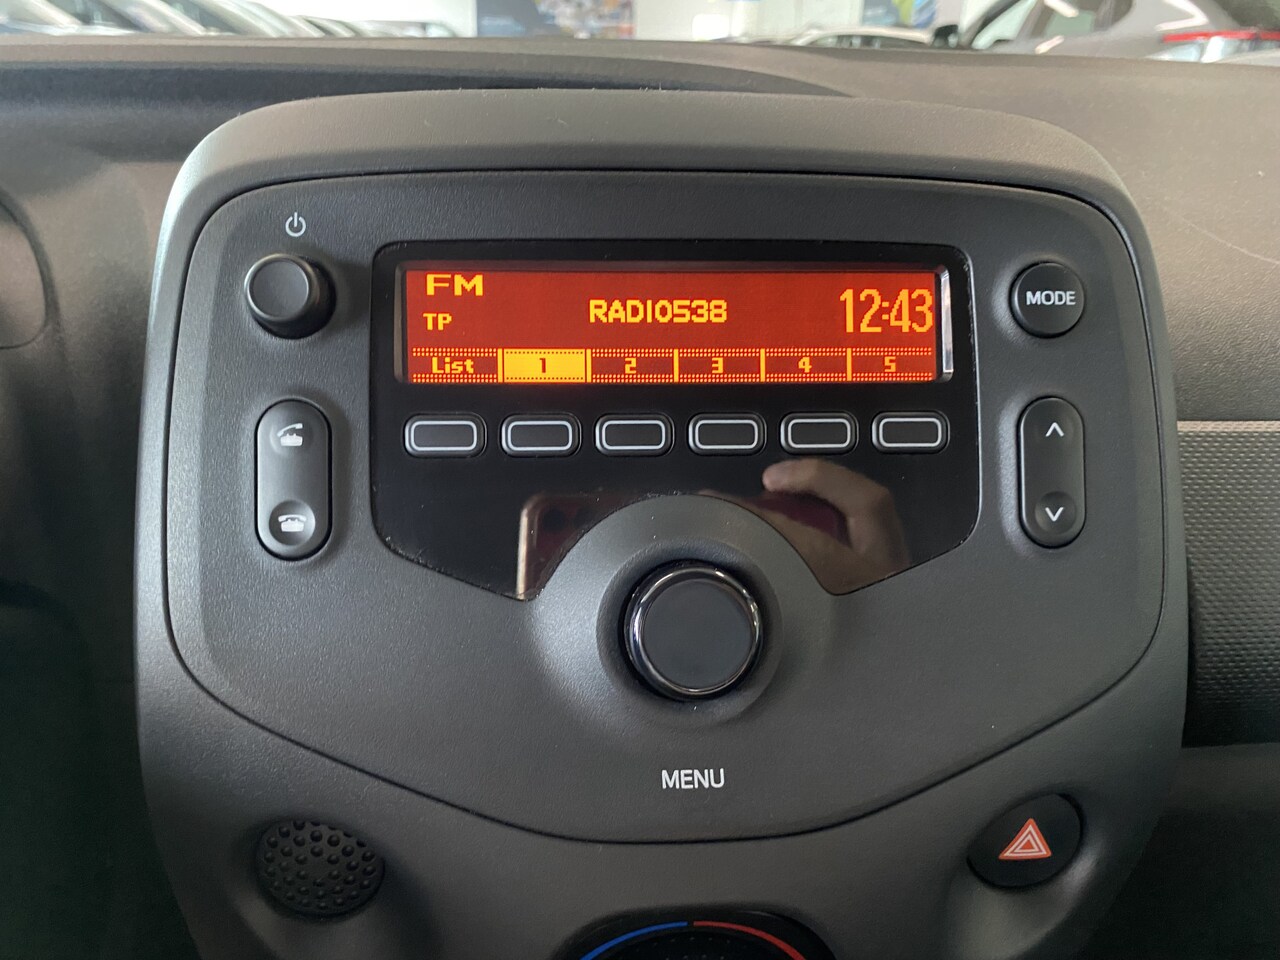 FM
TP
RADIO538
12:43
List 1 2 3 4 5
MODE
MENU